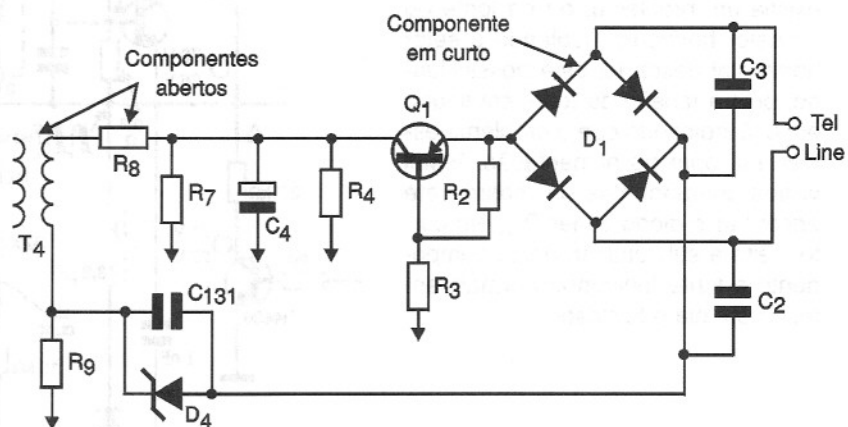 Componente
em curto
Componentes
abertos
C3
Q1
Tel
D1
Line
R8
R7
C4
R4
R2
T4
R3
C131
C2
R9
D4